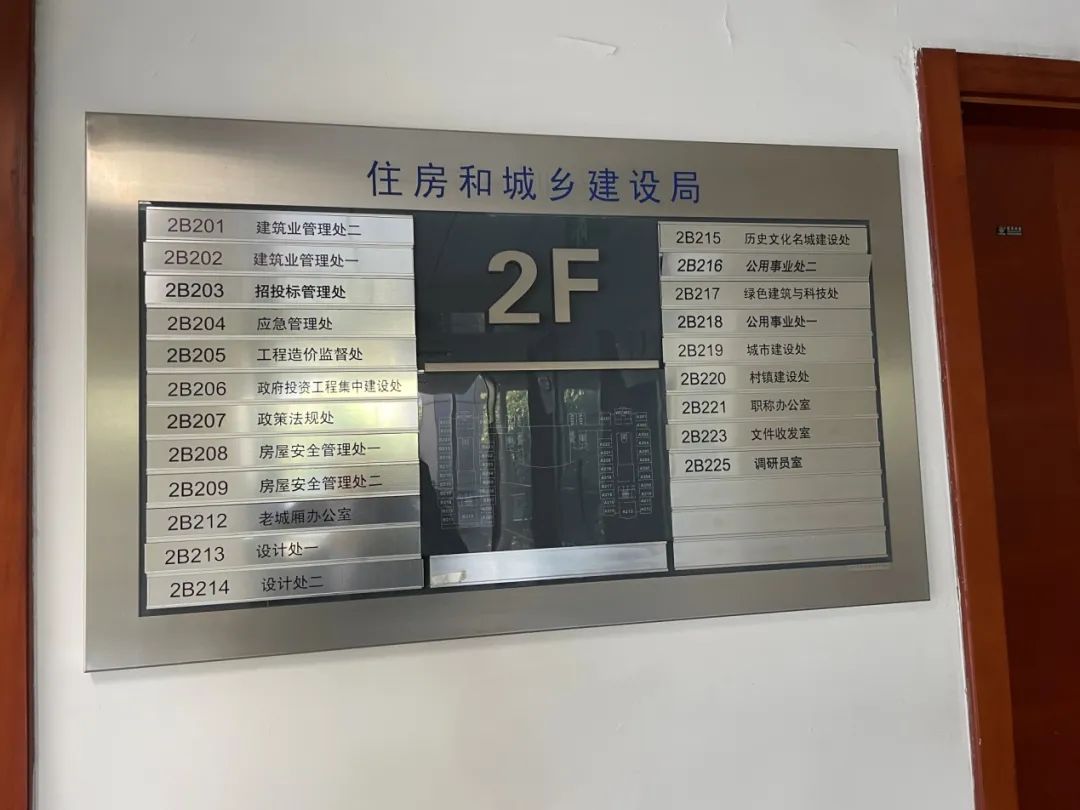 住房和城乡建设局
2B201 建筑业管理处二
2B202 建筑业管理处一
2B203 招投标管理处
2B204 应急管理处
2B205 工程造价监督处
2B206 政府投资工程集中建设处
2B207 政策法规处
2B208 房屋安全管理处一
2B209 房屋安全管理处二
2B212 老城厢办公室
2B213 设计处一
2B214 设计处二
2F
2B215 历史文化名城建设处
2B216 公用事业处二
2B217 绿色建筑与科技处
2B218 公用事业处一
2B219 城市建设处
2B220 村镇建设处
2B221 职称办公室
2B223 文件收发室
2B225 调研员室